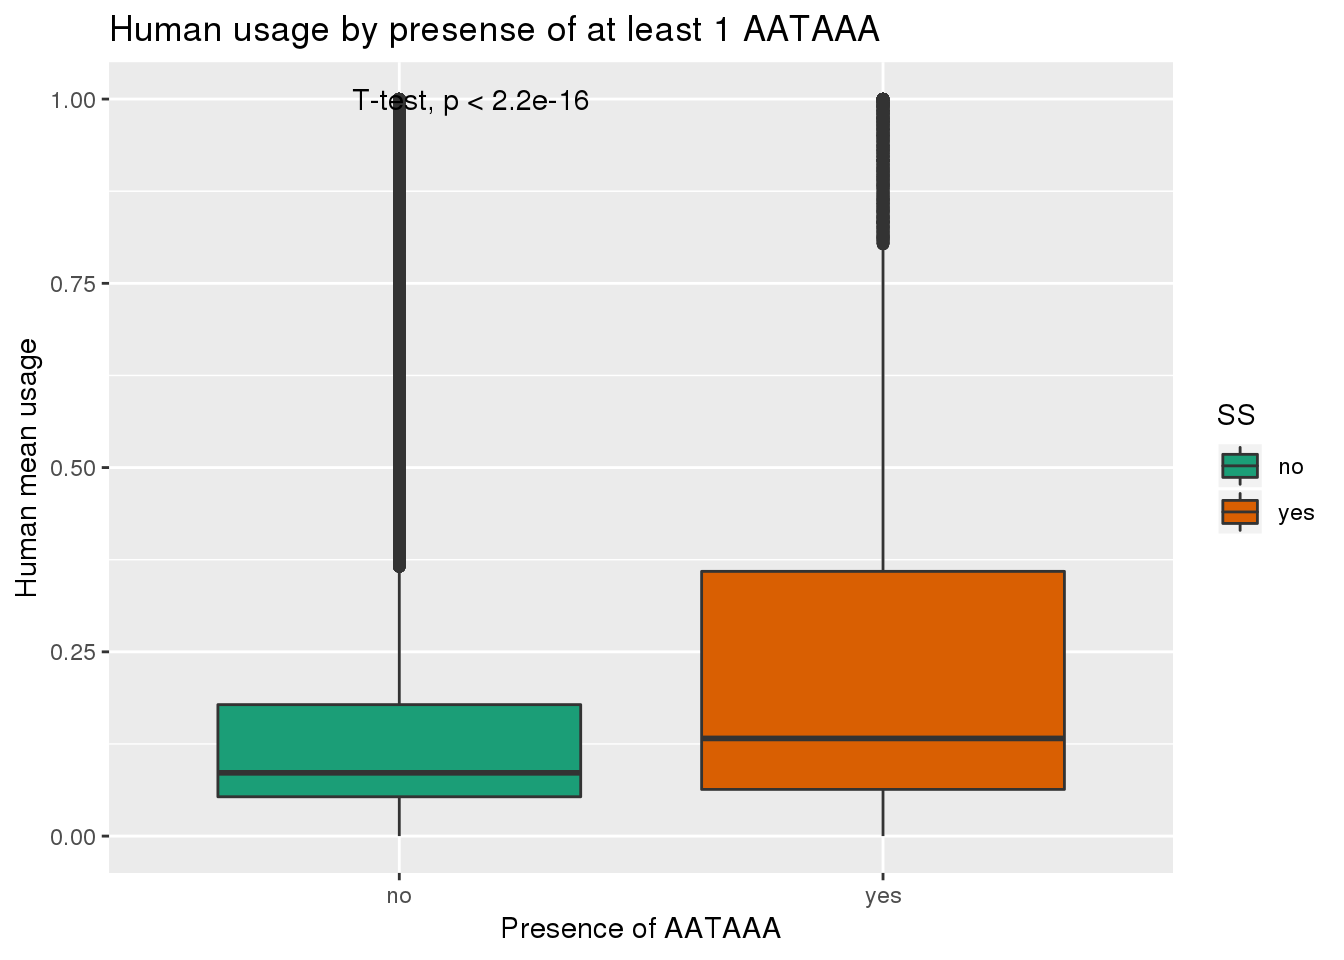 Human usage by presense of at least 1 AATAAA
T-test, p < 2.2e-16
1.00
0.75
0.50
0.25
0.00
Human mean usage
no
yes
Presence of AATAAA
SS
no
yes